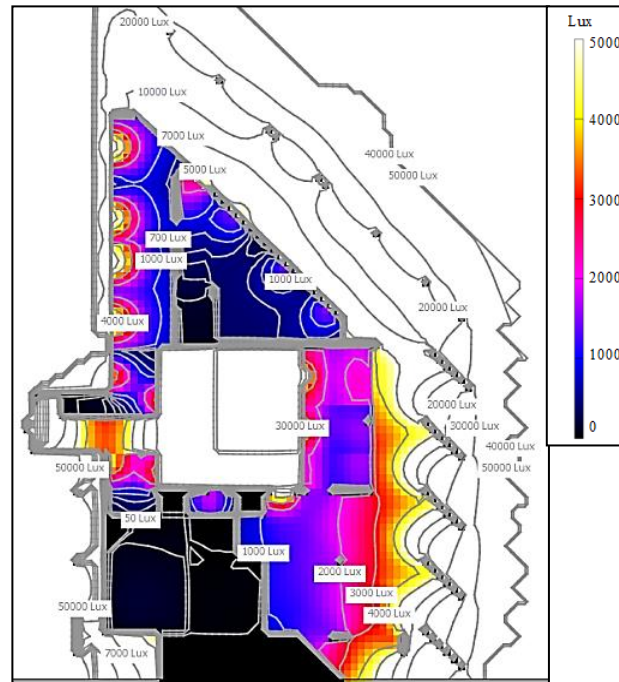 Lux
20000 Lux
5000
10000 Lux
7000 Lux
4000
40000 Lux
5000 Lux
50000 Lux
3000
700 Lux
1000 Lux
1000 Lux
2000
20000 Lux
4000 Lux
1000
20000 Lux
30000 Lux
30000 Lux
0
40000 Lux
50000 Lux
50000 Lux
50 Lux
1000 Lux
2000 Lux
3000 Lux
50000 Lux
4000 Lux
7000 Lux